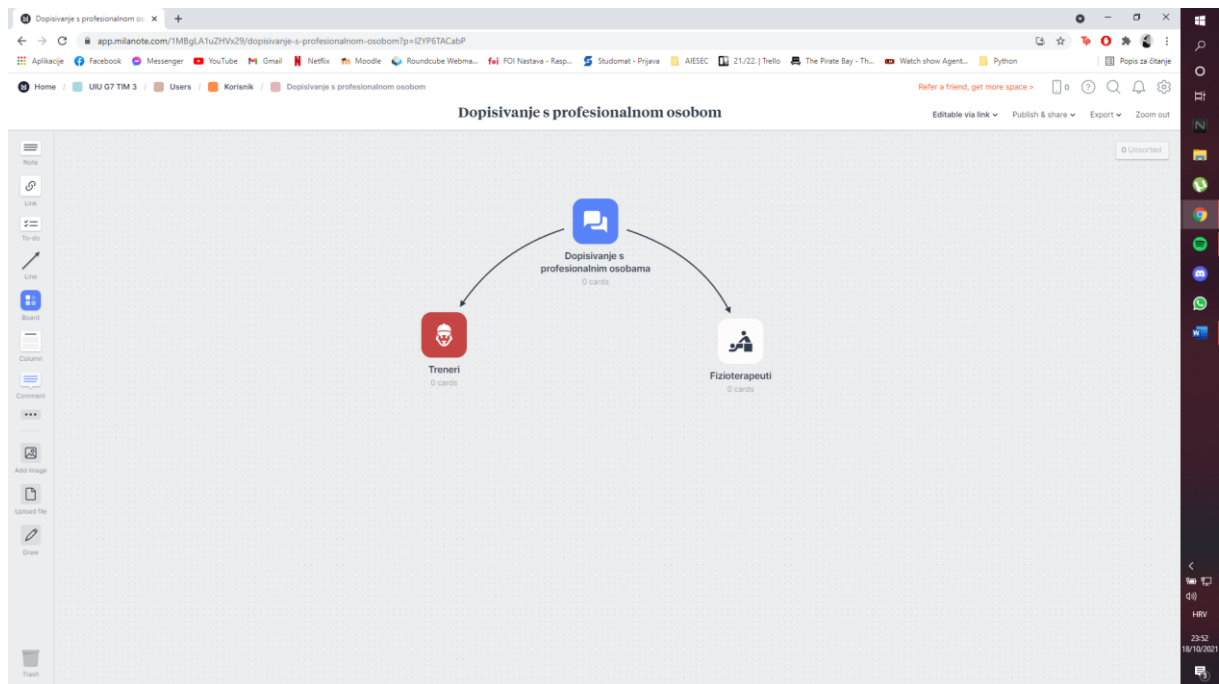 Dopisivanje s profesionalnom os
app.milanote.com/1MBgLA1uZHVx29/dopisivanje-s-profesionalnom-osobom?p=I2YP6TACabP
Aplikacije Facebook Messenger YouTube Gmail Netflix Moodle Roundcube Webma... FOI Nastava - Rasp... Studomat - Prijava AIESEC 21./22. | Trello The Pirate Bay - Th... Watch show Agent... Python Popis za čitanje
Home / UIU G7 TIM 3 / Users / Korisnik / Dopisivanje s profesionalnom osobom
Refer a friend, get more space > 0
Dopisivanje s profesionalnom osobom
Editable via link Publish & share Export Zoom out
0 Unsorted
Note
Link
To-do
Line
Board
Column
Comment
Add image
Upload file
Draw
Trash
Dopisivanje s
profesionalnim osobama
0 cards
Treneri
0 cards
Fizioterapeuti
0 cards
HRV
23:52
18/10/2021